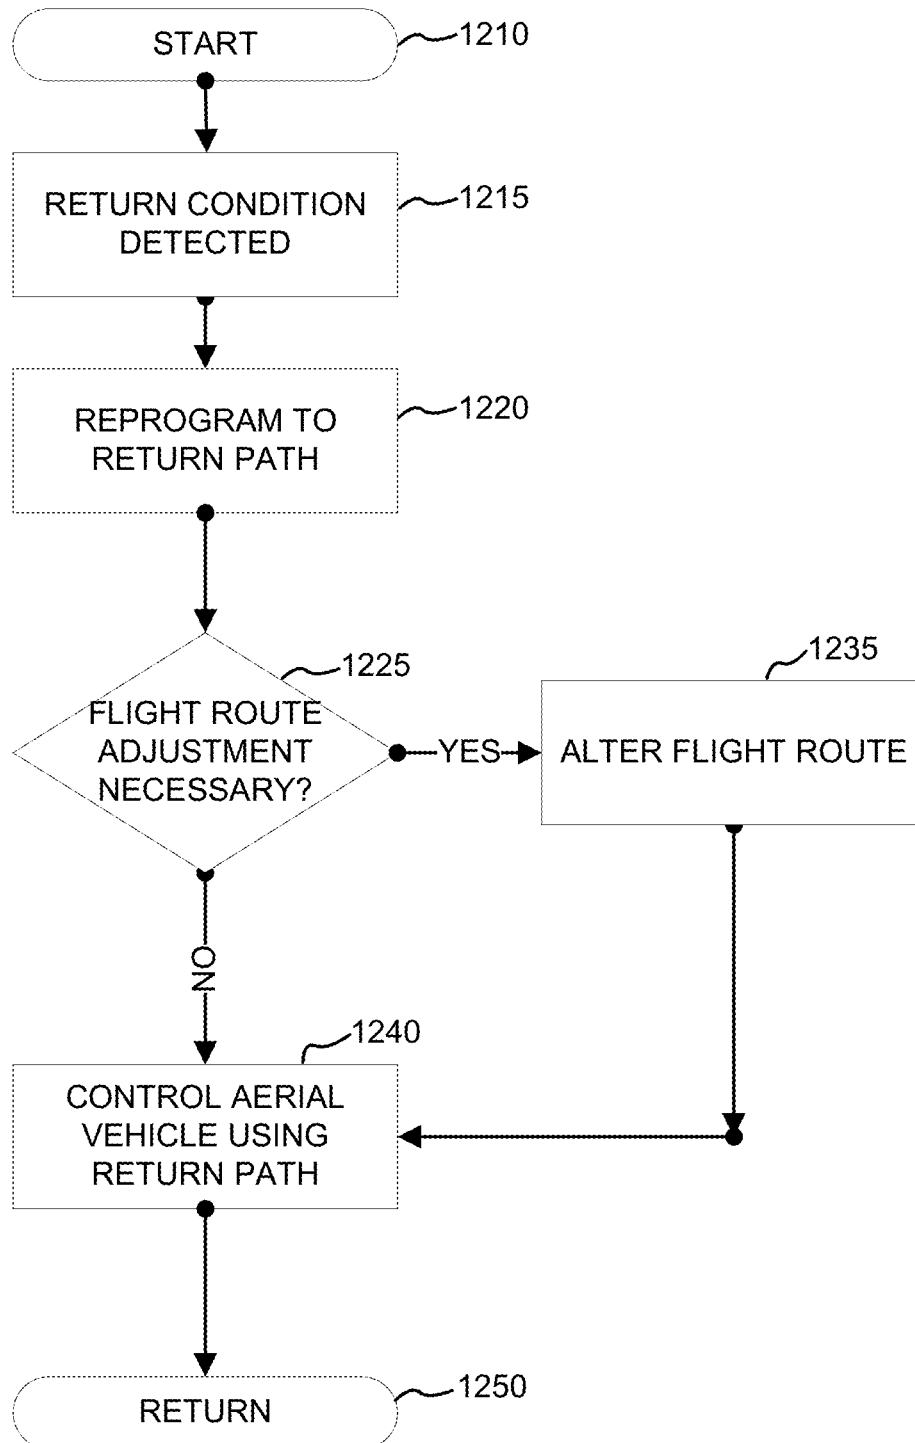 START
1210
RETURN CONDITION
DETECTED
1215
REPROGRAM TO
RETURN PATH
1220
FLIGHT ROUTE
ADJUSTMENT
NECESSARY?
1225
YES
ALTER FLIGHT ROUTE
1235
NO
CONTROL AERIAL
VEHICLE USING
RETURN PATH
1240
RETURN
1250